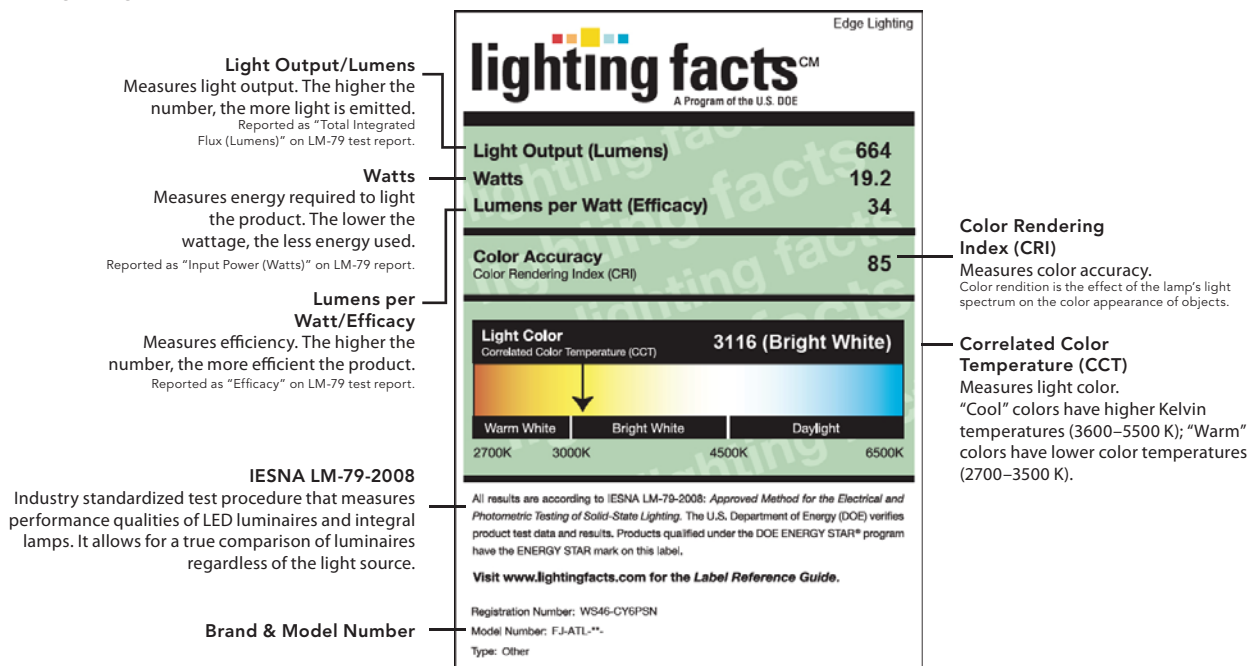 Light Output/Lumens
Measures light output. The higher the
number, the more light is emitted.
Reported as “Total Integrated
Flux (Lumens)” on LM-79 test report.
Watts
Measures energy required to light
the product. The lower the
wattage, the less energy used.
Reported as “Input Power (Watts)” on LM-79 test report.
Lumens per
Watt/Efficacy
Measures efficiency. The higher the
number, the more efficient the product.
Reported as “Efficacy” on LM-79 test report.
IESNA LM-79-2008
Industry standardized test procedure that measures
performance qualities of LED luminaires and integral
lamps. It allows for a true comparison of luminaires
regardless of the light source.
Brand & Model Number
Edge Lighting
lighting facts CM
A Program of the U.S. DOE
Light Output (Lumens) 664
Watts 19.2
Lumens per Watt (Efficacy) 34
Color Accuracy 85
Color Rendering Index (CRI)
Light Color 3116 (Bright White)
Correlated Color Temperature (CCT)
Warm White Bright White Daylight
2700K 3000K 4500K 6500K
All results are according to IESNA LM-79-2008: Approved Method for the Electrical and
Photometric Testing of Solid-State Lighting. The U.S. Department of Energy (DOE) verifies
product test data and results. Products qualified under the DOE ENERGY STAR® program
have the ENERGY STAR mark on this label.
Visit www.lightingfacts.com for the Label Reference Guide.
Registration Number: WS46-CY6PSN
Model Number: FJ-ATL-**-
Type: Other
Color Rendering
Index (CRI)
Measures color accuracy.
Color rendition is the effect of the lamp’s light
spectrum on the color appearance of objects.
Correlated Color
Temperature (CCT)
Measures light color.
“Cool” colors have higher Kelvin
temperatures (3600–5500 K); “Warm”
colors have lower color temperatures
(2700–3500 K).